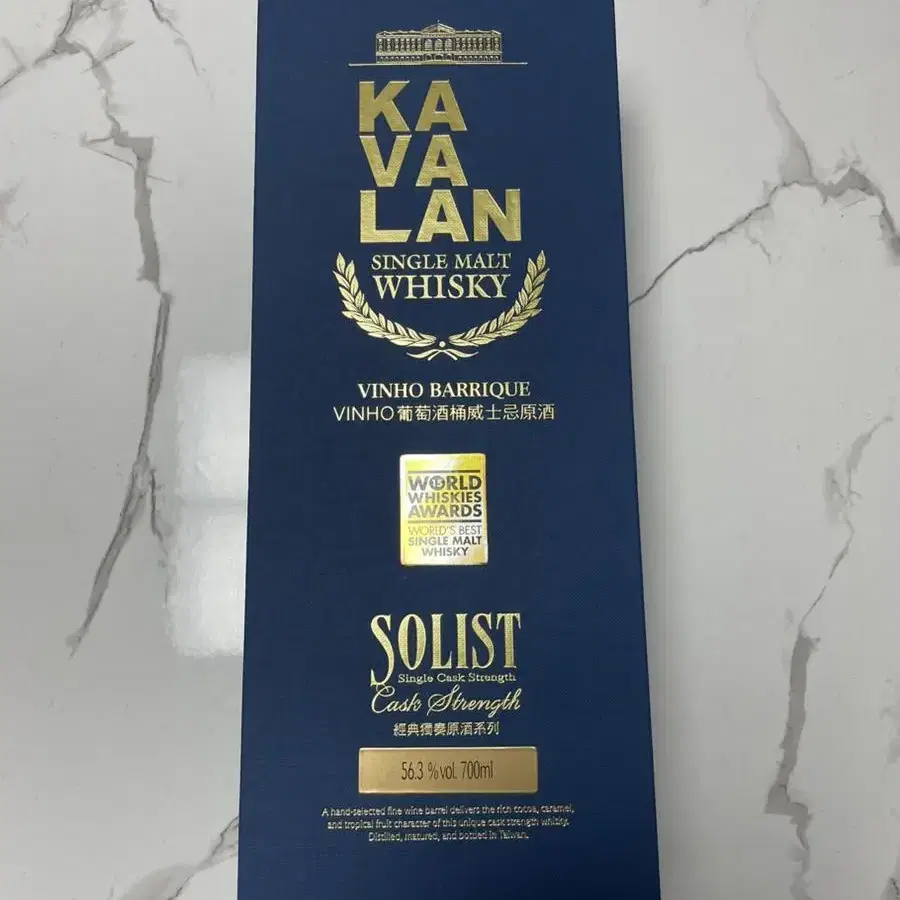 KA
VA
LAN
SINGLE MALT
WHISKY
VINHO BARRIQUE
VINHO葡萄酒桶威士忌原酒
WORLD
15
WHISKIES
AWARDS
WORLD'S BEST
SINGLE MALT
WHISKY
SOLIST
Single Cask Strength
Cask Strength
經典獨奏原酒系列
56.3 %vol. 700ml
A hand-selected fine wine barrel delivers the rich cocoa, caramel,
and tropical fruit character of this unique cask strength whisky.
Distilled, matured, and bottled in Taiwan.